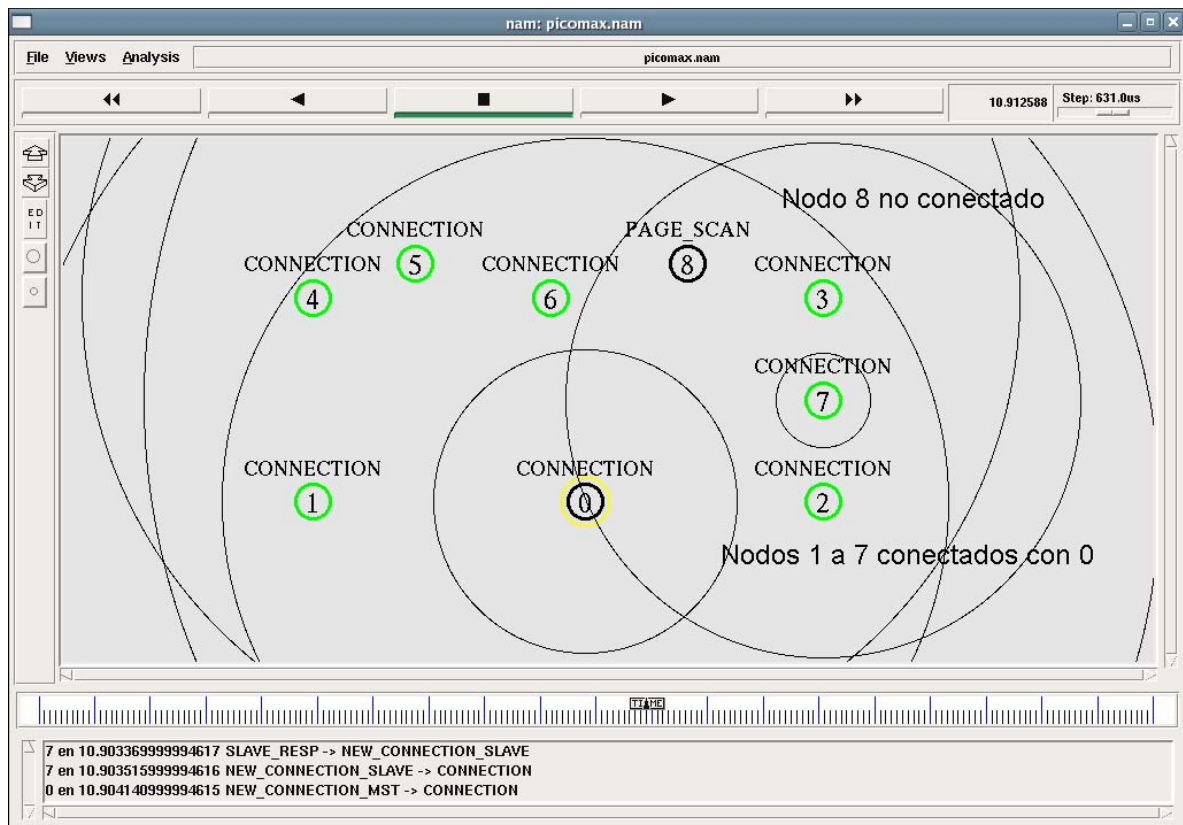 nam: picomax.nam
File Views Analysis picomax.nam
10.912588 Step: 631.0us
ED
IT
Nodo 8 no conectado
CONNECTION PAGE_SCAN
5 8
CONNECTION CONNECTION CONNECTION
4 6 3
CONNECTION
7
CONNECTION CONNECTION CONNECTION
1 0 2
Nodos 1 a 7 conectados con 0
TIME
7 en 10.903369999994617 SLAVE_RESP -> NEW_CONNECTION_SLAVE
7 en 10.903515999994616 NEW_CONNECTION_SLAVE -> CONNECTION
0 en 10.904140999994615 NEW_CONNECTION_MST -> CONNECTION